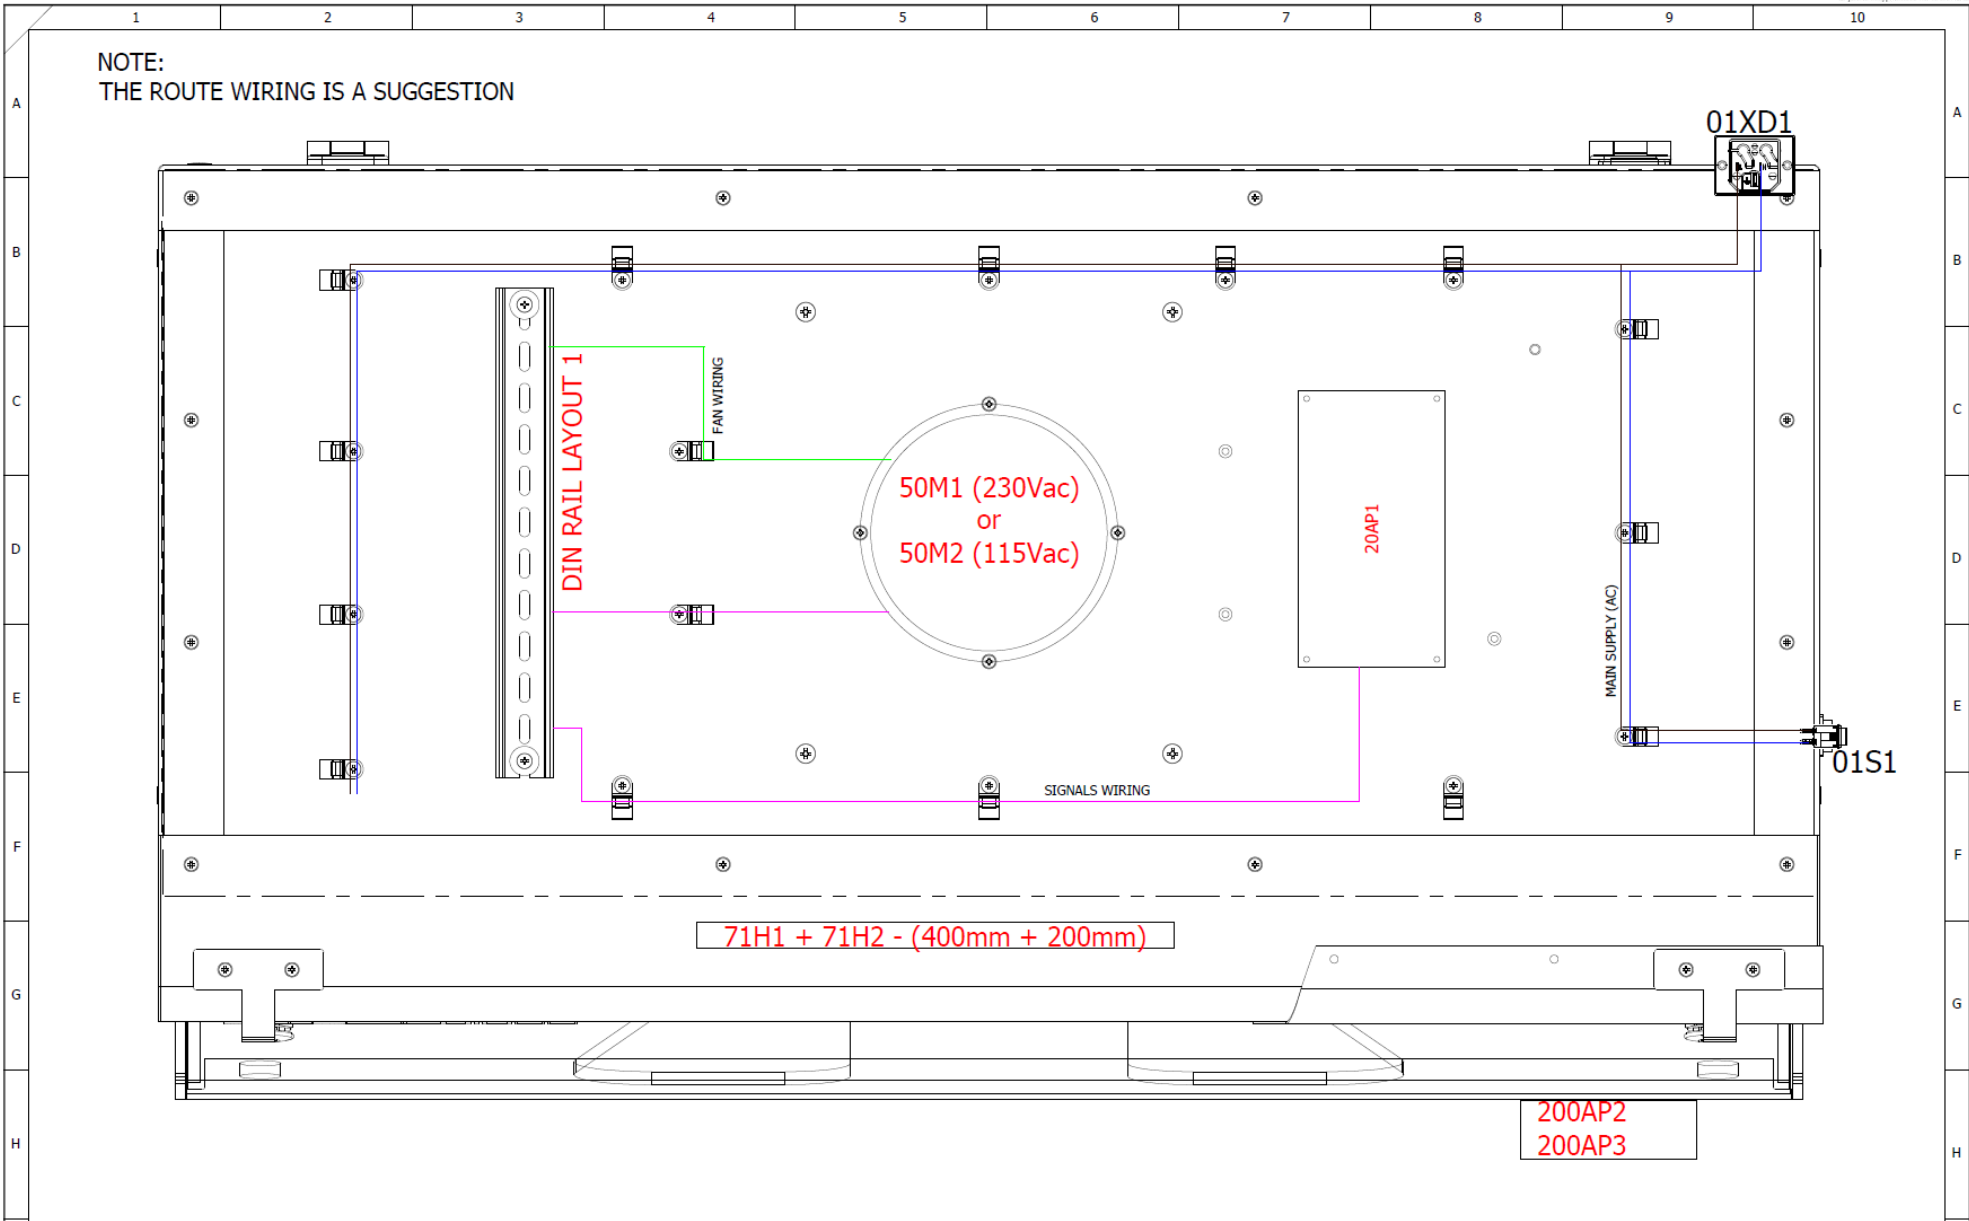 1 2 3 4 5 6 7 8 9 10
NOTE:
THE ROUTE WIRING IS A SUGGESTION
A A
01XD1
B B
C C
FAN WIRING
DIN RAIL LAYOUT 1
50M1 (230Vac)
or
50M2 (115Vac)
20AP1
D D
MAIN SUPPLY (AC)
E E
01S1
SIGNALS WIRING
F F
71H1 + 71H2 - (400mm + 200mm)
G G
200AP2
200AP3
H H